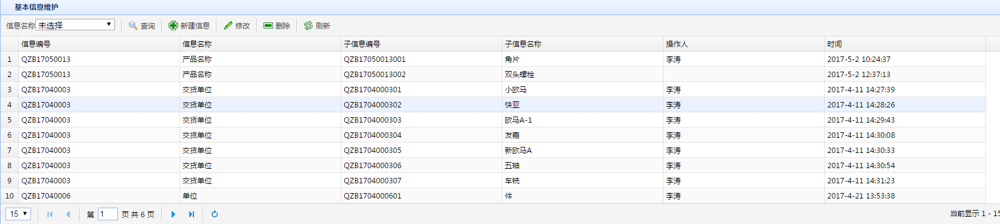 基本信息维护
信息名称 未选择 查询 新建信息 修改 删除 刷新
信息编号 信息名称 子信息编号 子信息名称 操作人 时间
1 QZB17050013 产品名称 QZB17050013001 角片 李涛 2017-5-2 10:24:37
2 QZB17050013 产品名称 QZB17050013002 双头螺栓 2017-5-2 12:37:13
3 QZB17040003 交货单位 QZB1704000301 小欧马 李涛 2017-4-11 14:27:39
4 QZB17040003 交货单位 QZB1704000302 快亚 李涛 2017-4-11 14:28:26
5 QZB17040003 交货单位 QZB1704000303 欧马A-1 李涛 2017-4-11 14:29:43
6 QZB17040003 交货单位 QZB1704000304 友嘉 李涛 2017-4-11 14:30:08
7 QZB17040003 交货单位 QZB1704000305 新欧马A 李涛 2017-4-11 14:30:33
8 QZB17040003 交货单位 QZB1704000306 五轴 李涛 2017-4-11 14:30:54
9 QZB17040003 交货单位 QZB1704000307 车铣 李涛 2017-4-11 14:31:23
10 QZB17040006 单位 QZB1704000601 件 李涛 2017-4-21 13:53:38
15 第 1 页 共 6 页 当前显示 1 - 15